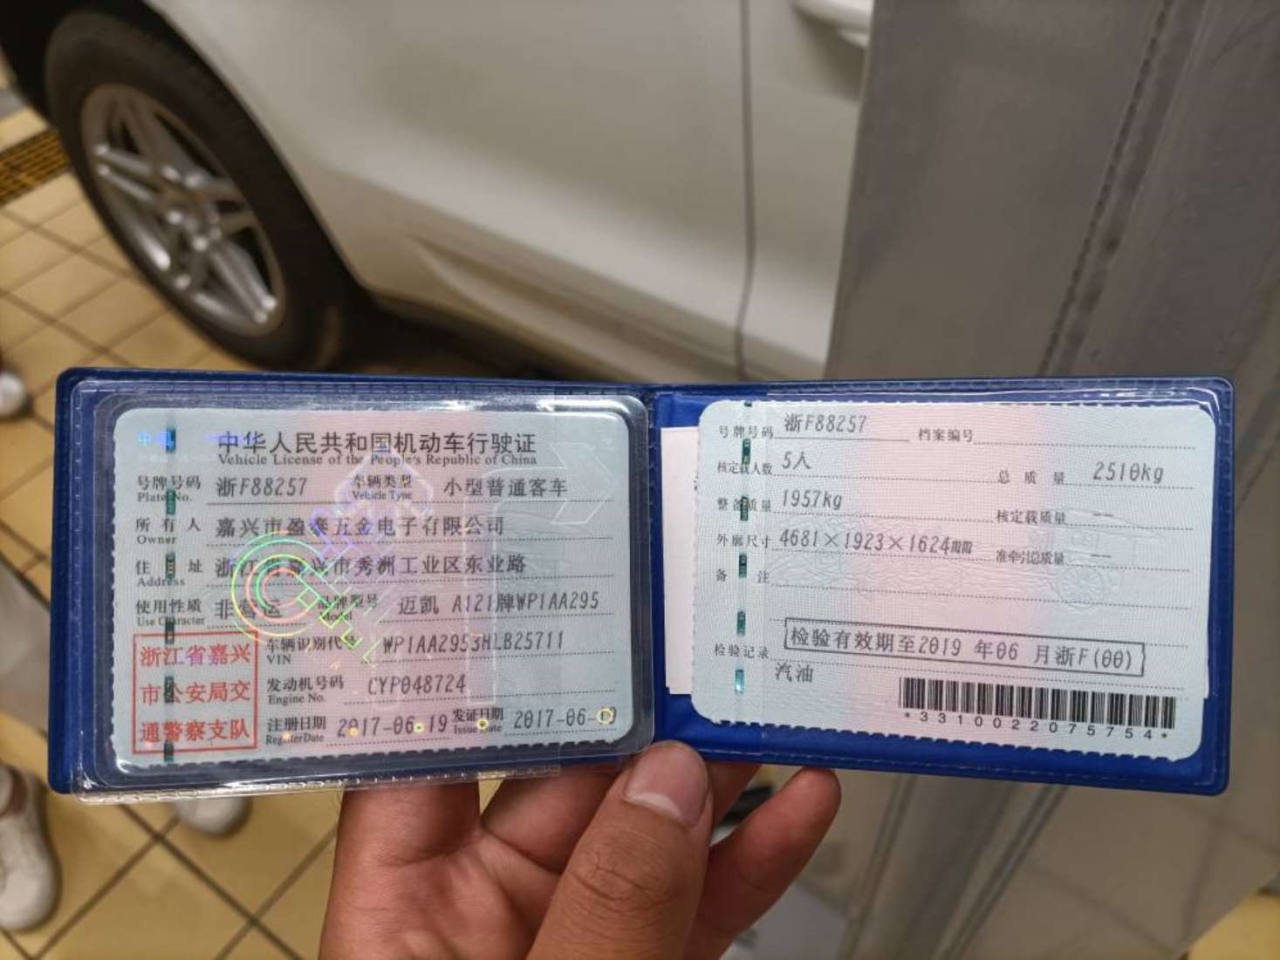 中华人民共和国机动车行驶证
Vehicle License of the People's Republic of China
号牌号码 浙F88257 车辆类型 小型普通客车
Plate No. Vehicle Type
所有人 嘉兴市盈泰五金电子有限公司
Owner
住址 浙江省嘉兴市秀洲工业区东业路
Address
使用性质 非营运 品牌型号 迈凯 A121牌WP1AA295
Use Character Model
浙江省嘉兴
市公安局交
通警察支队
车辆识别代号 WP1AA2953HLB25711
VIN
发动机号码 CYP048724
Engine No.
注册日期 2017-06-19 发证日期 2017-06-
Register Date Issue Date
号牌号码 浙F88257 档案编号
核定载人数 5人 总质量 2510kg
整备质量 1957kg 核定载质量 --
外廓尺寸 4681×1923×1624mm 准牵引总质量 --
备注
检验有效期至2019年06月浙F(00)
检验记录
汽油
*3310022075754*